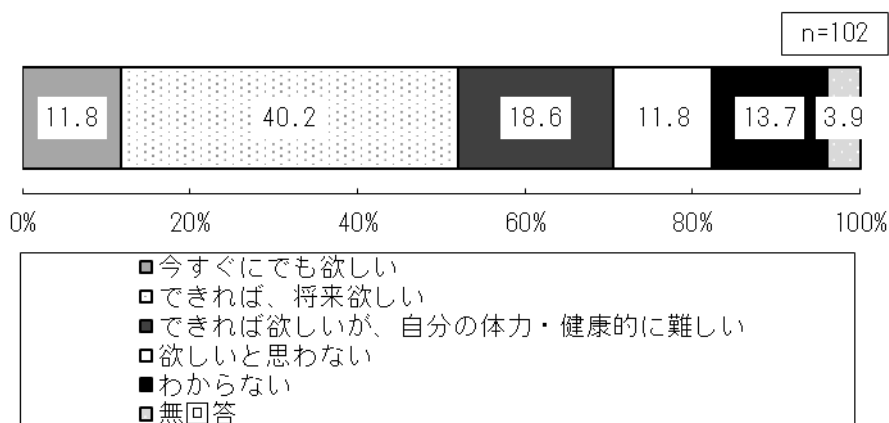 n=102
11.8 40.2 18.6 11.8 13.7 3.9
0% 20% 40% 60% 80% 100%
今すぐにでも欲しい
できれば、将来欲しい
できれば欲しいが、自分の体力・健康的に難しい
欲しいと思わない
わからない
無回答